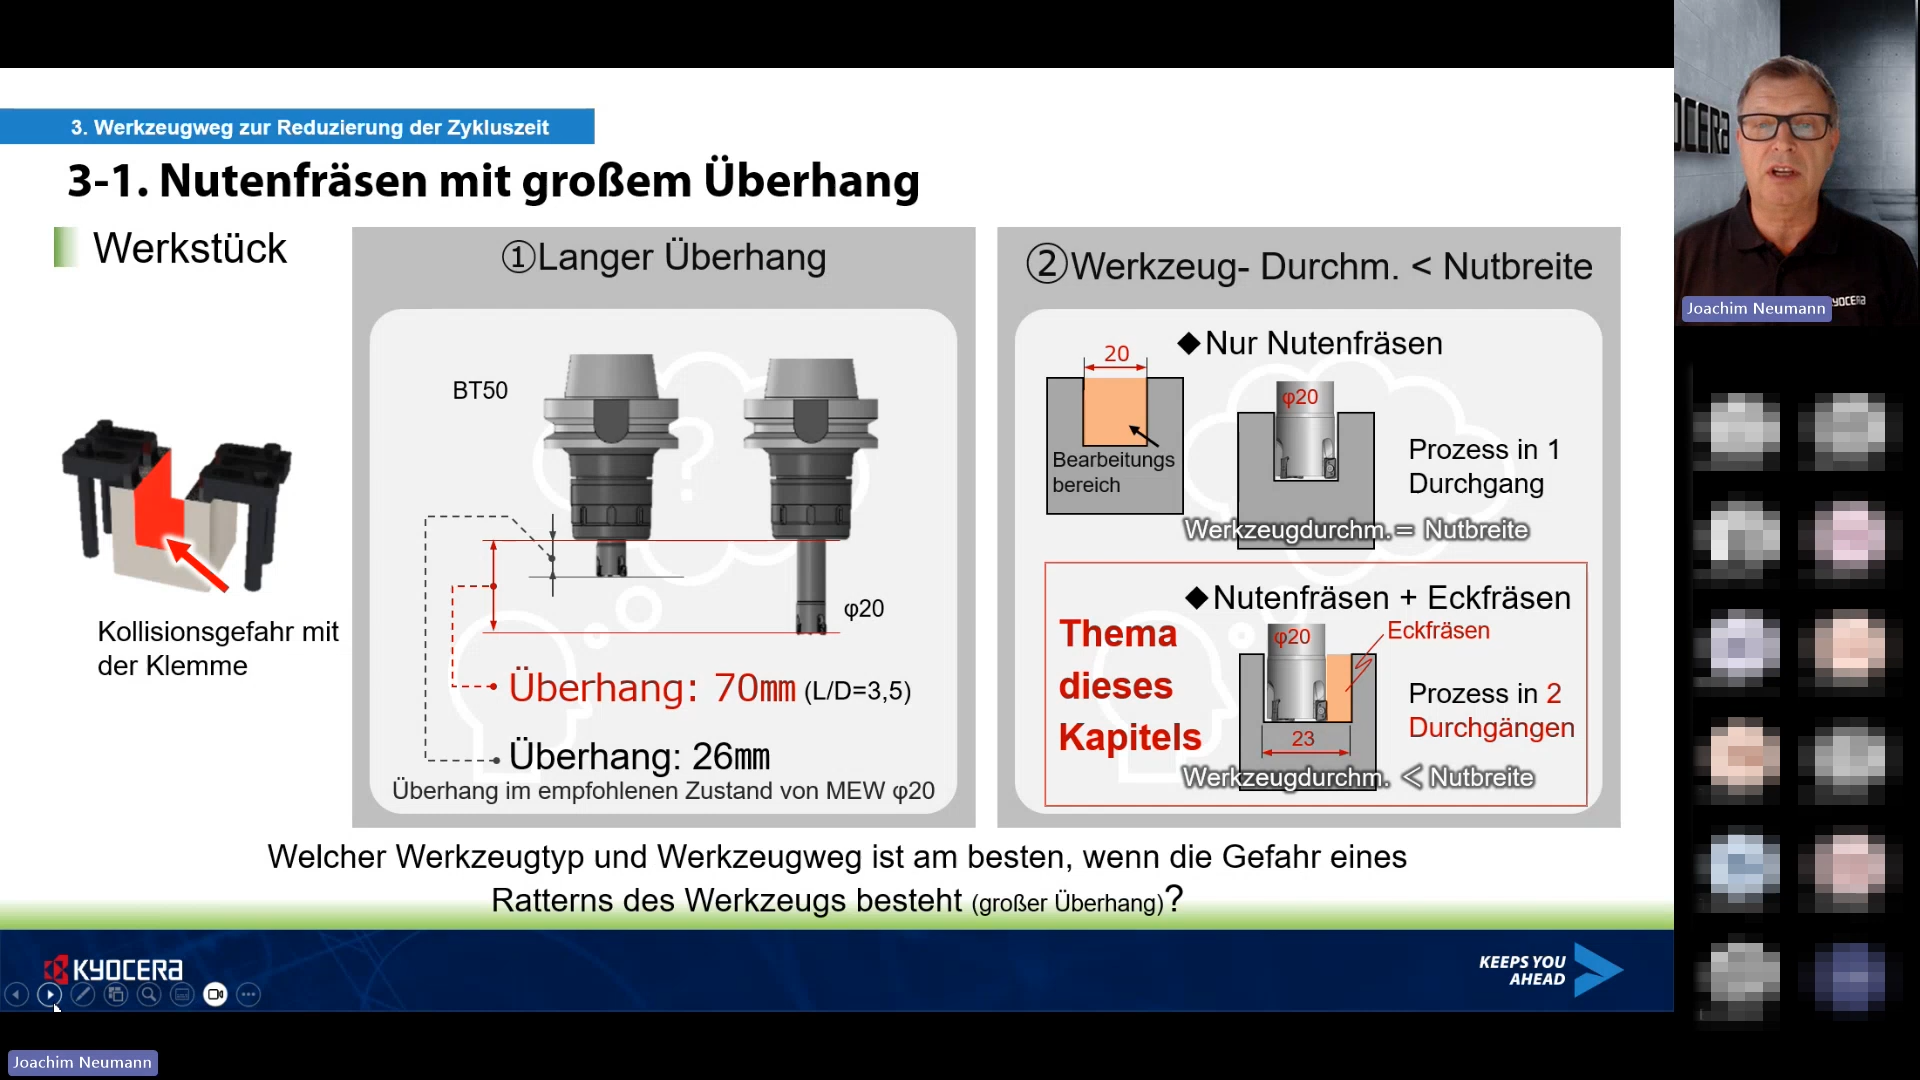 3. Werkzeugweg zur Reduzierung der Zykluszeit
3-1. Nutenfräsen mit großem Überhang
Werkstück
Kollisionsgefahr mit
der Klemme
①Langer Überhang
BT50
φ20
Überhang: 70mm (L/D=3,5)
Überhang: 26mm
Überhang im empfohlenen Zustand von MEW φ20
②Werkzeug- Durchm. < Nutbreite
◆Nur Nutenfräsen
20
φ20
Bearbeitungs
bereich
Prozess in 1
Durchgang
Werkzeugdurchm.= Nutbreite
◆Nutenfräsen + Eckfräsen
Thema
dieses
Kapitels
φ20
Eckfräsen
23
Prozess in 2
Durchgängen
Werkzeugdurchm. < Nutbreite
Welcher Werkzeugtyp und Werkzeugweg ist am besten, wenn die Gefahr eines
Ratterns des Werkzeugs besteht (großer Überhang)?
KYOCERA
KEEPS YOU
AHEAD
Joachim Neumann
OCERA
YOCERA
Joachim Neumann